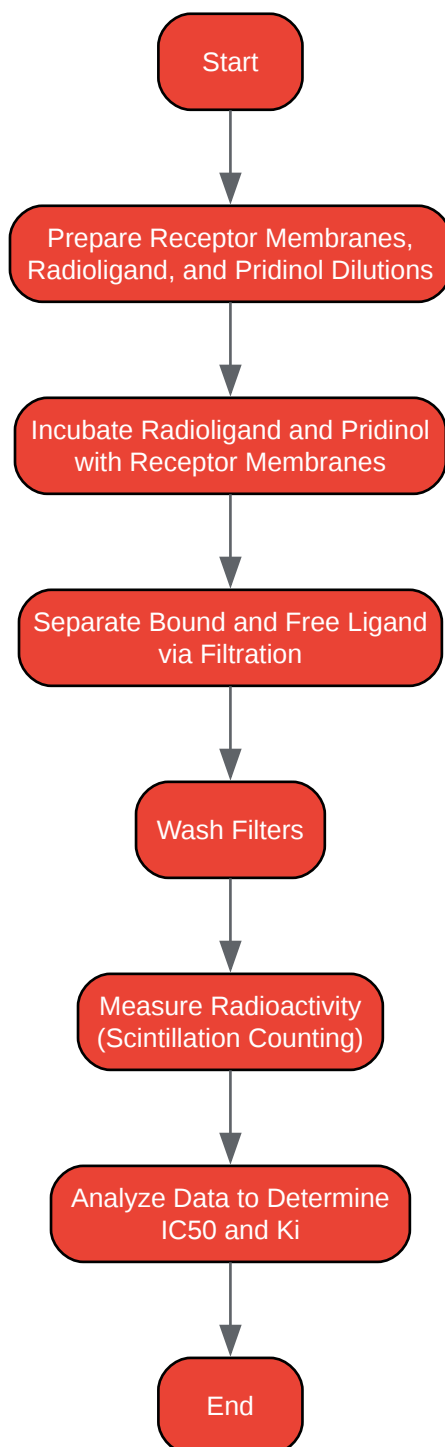 Start
Prepare Receptor Membranes,
Radioligand, and Pridinol Dilutions
Incubate Radioligand and Pridinol
with Receptor Membranes
Separate Bound and Free Ligand
via Filtration
Wash Filters
Measure Radioactivity
(Scintillation Counting)
Analyze Data to Determine
IC50 and Ki
End